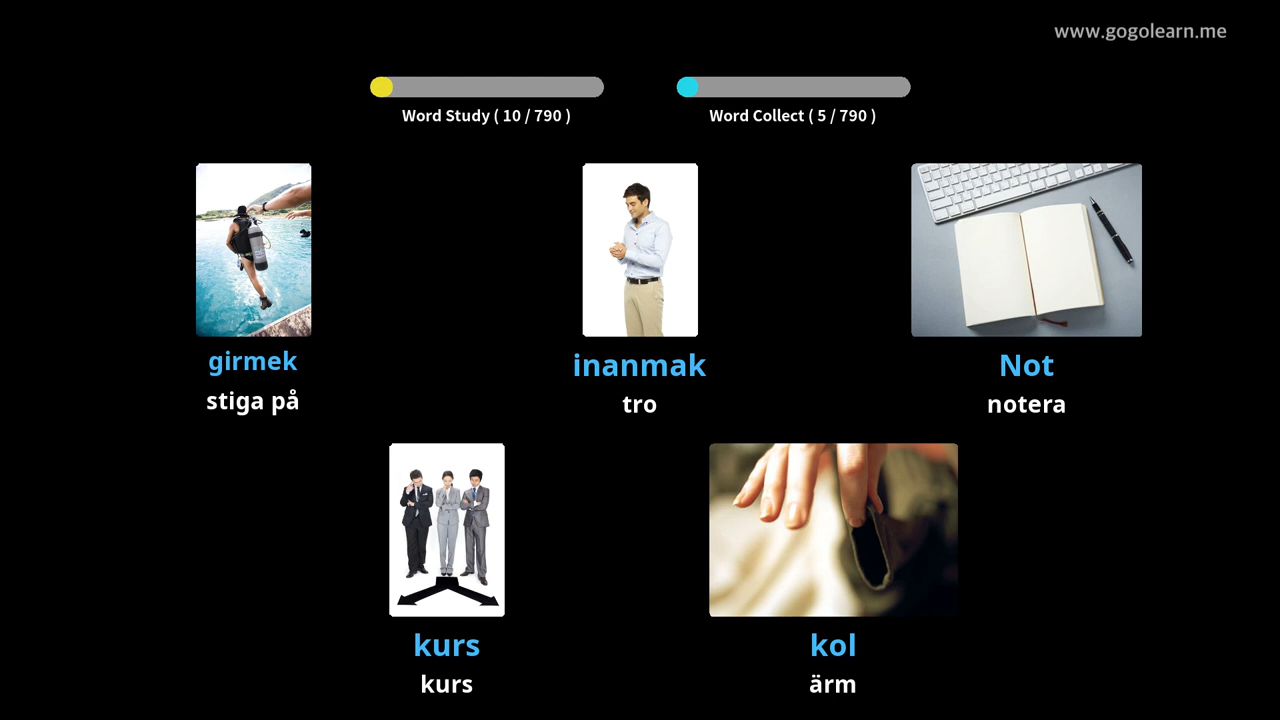 www.gogolearn.me
Word Study ( 10 / 790 )
Word Collect ( 5 / 790 )
girmek
stiga på
inanmak
tro
Not
notera
kurs
kurs
kol
ärm